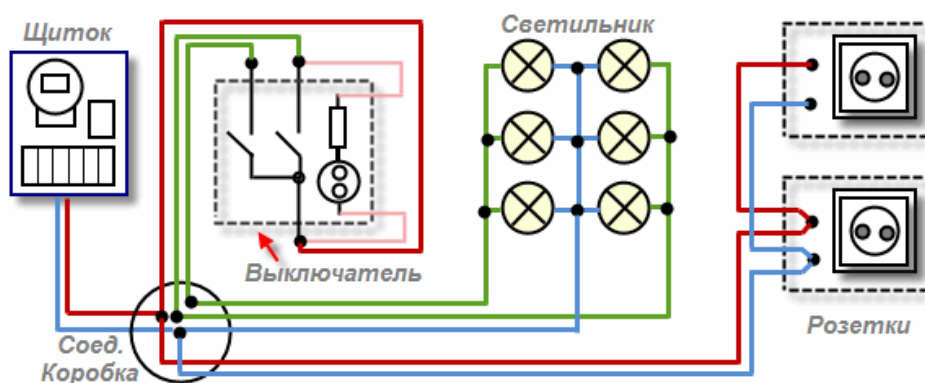 Щиток
Светильник
Выключатель
Соед.
Коробка
Розетки